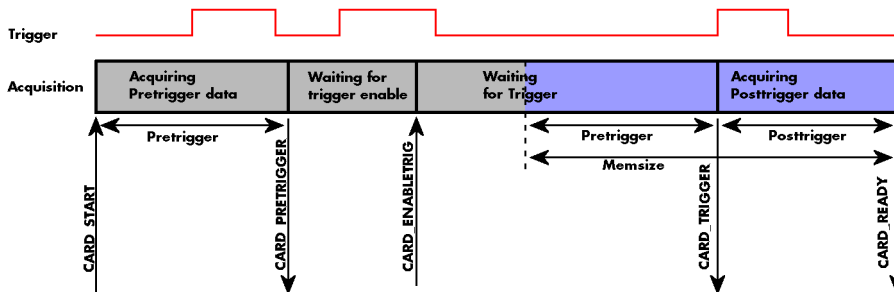 Trigger
Acquisition
Acquiring
Pretrigger data
Waiting for
trigger enable
Waiting
for Trigger
Acquiring
Posttrigger data
Pretrigger
Pretrigger
Posttrigger
Memsize
CARD_START
CARD_PRETRIGGER
CARD_ENABLETRIG
CARD_TRIGGER
CARD_READY